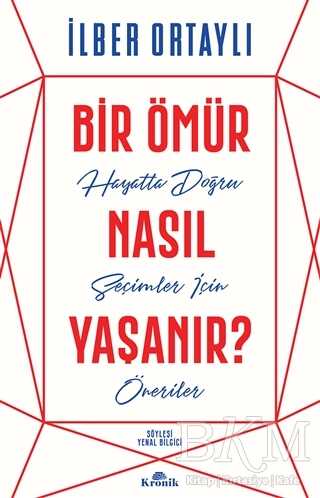 İLBER ORTAYLI
BİR ÖMÜR
Hayatta Doğru
NASIL
Seçimler İçin
YAŞANIR?
Öneriler
SÖYLEŞİ
YENAL BİLGİCİ
Kronik
BKM
Kitap | Kırtasiye | Kafe